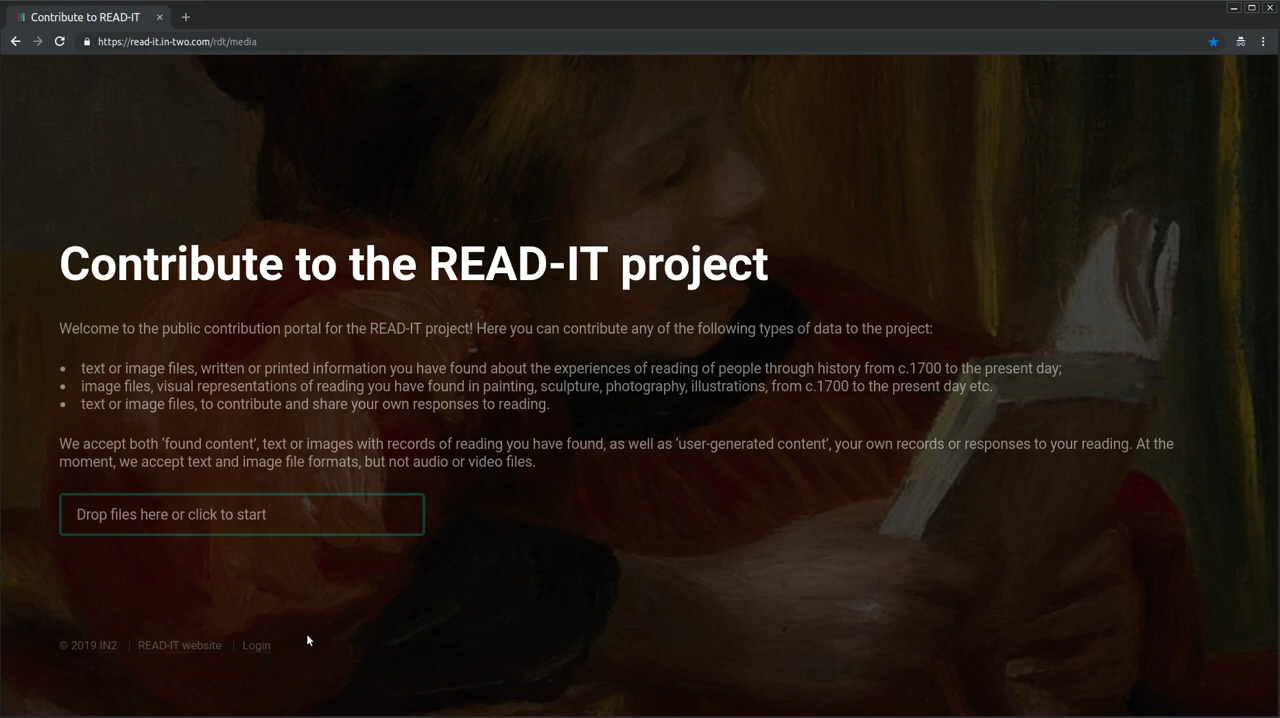 Contribute to READ-IT
https://read-it.in-two.com/rdt/media
Contribute to the READ-IT project
Welcome to the public contribution portal for the READ-IT project! Here you can contribute any of the following types of data to the project:
• text or image files, written or printed information you have found about the experiences of reading of people through history from c.1700 to the present day;
• image files, visual representations of reading you have found in painting, sculpture, photography, illustrations, from c.1700 to the present day etc.
• text or image files, to contribute and share your own responses to reading.
We accept both ‘found content’, text or images with records of reading you have found, as well as ‘user-generated content’, your own records or responses to your reading. At the
moment, we accept text and image file formats, but not audio or video files.
Drop files here or click to start
© 2019 IN2 | READ-IT website | Login